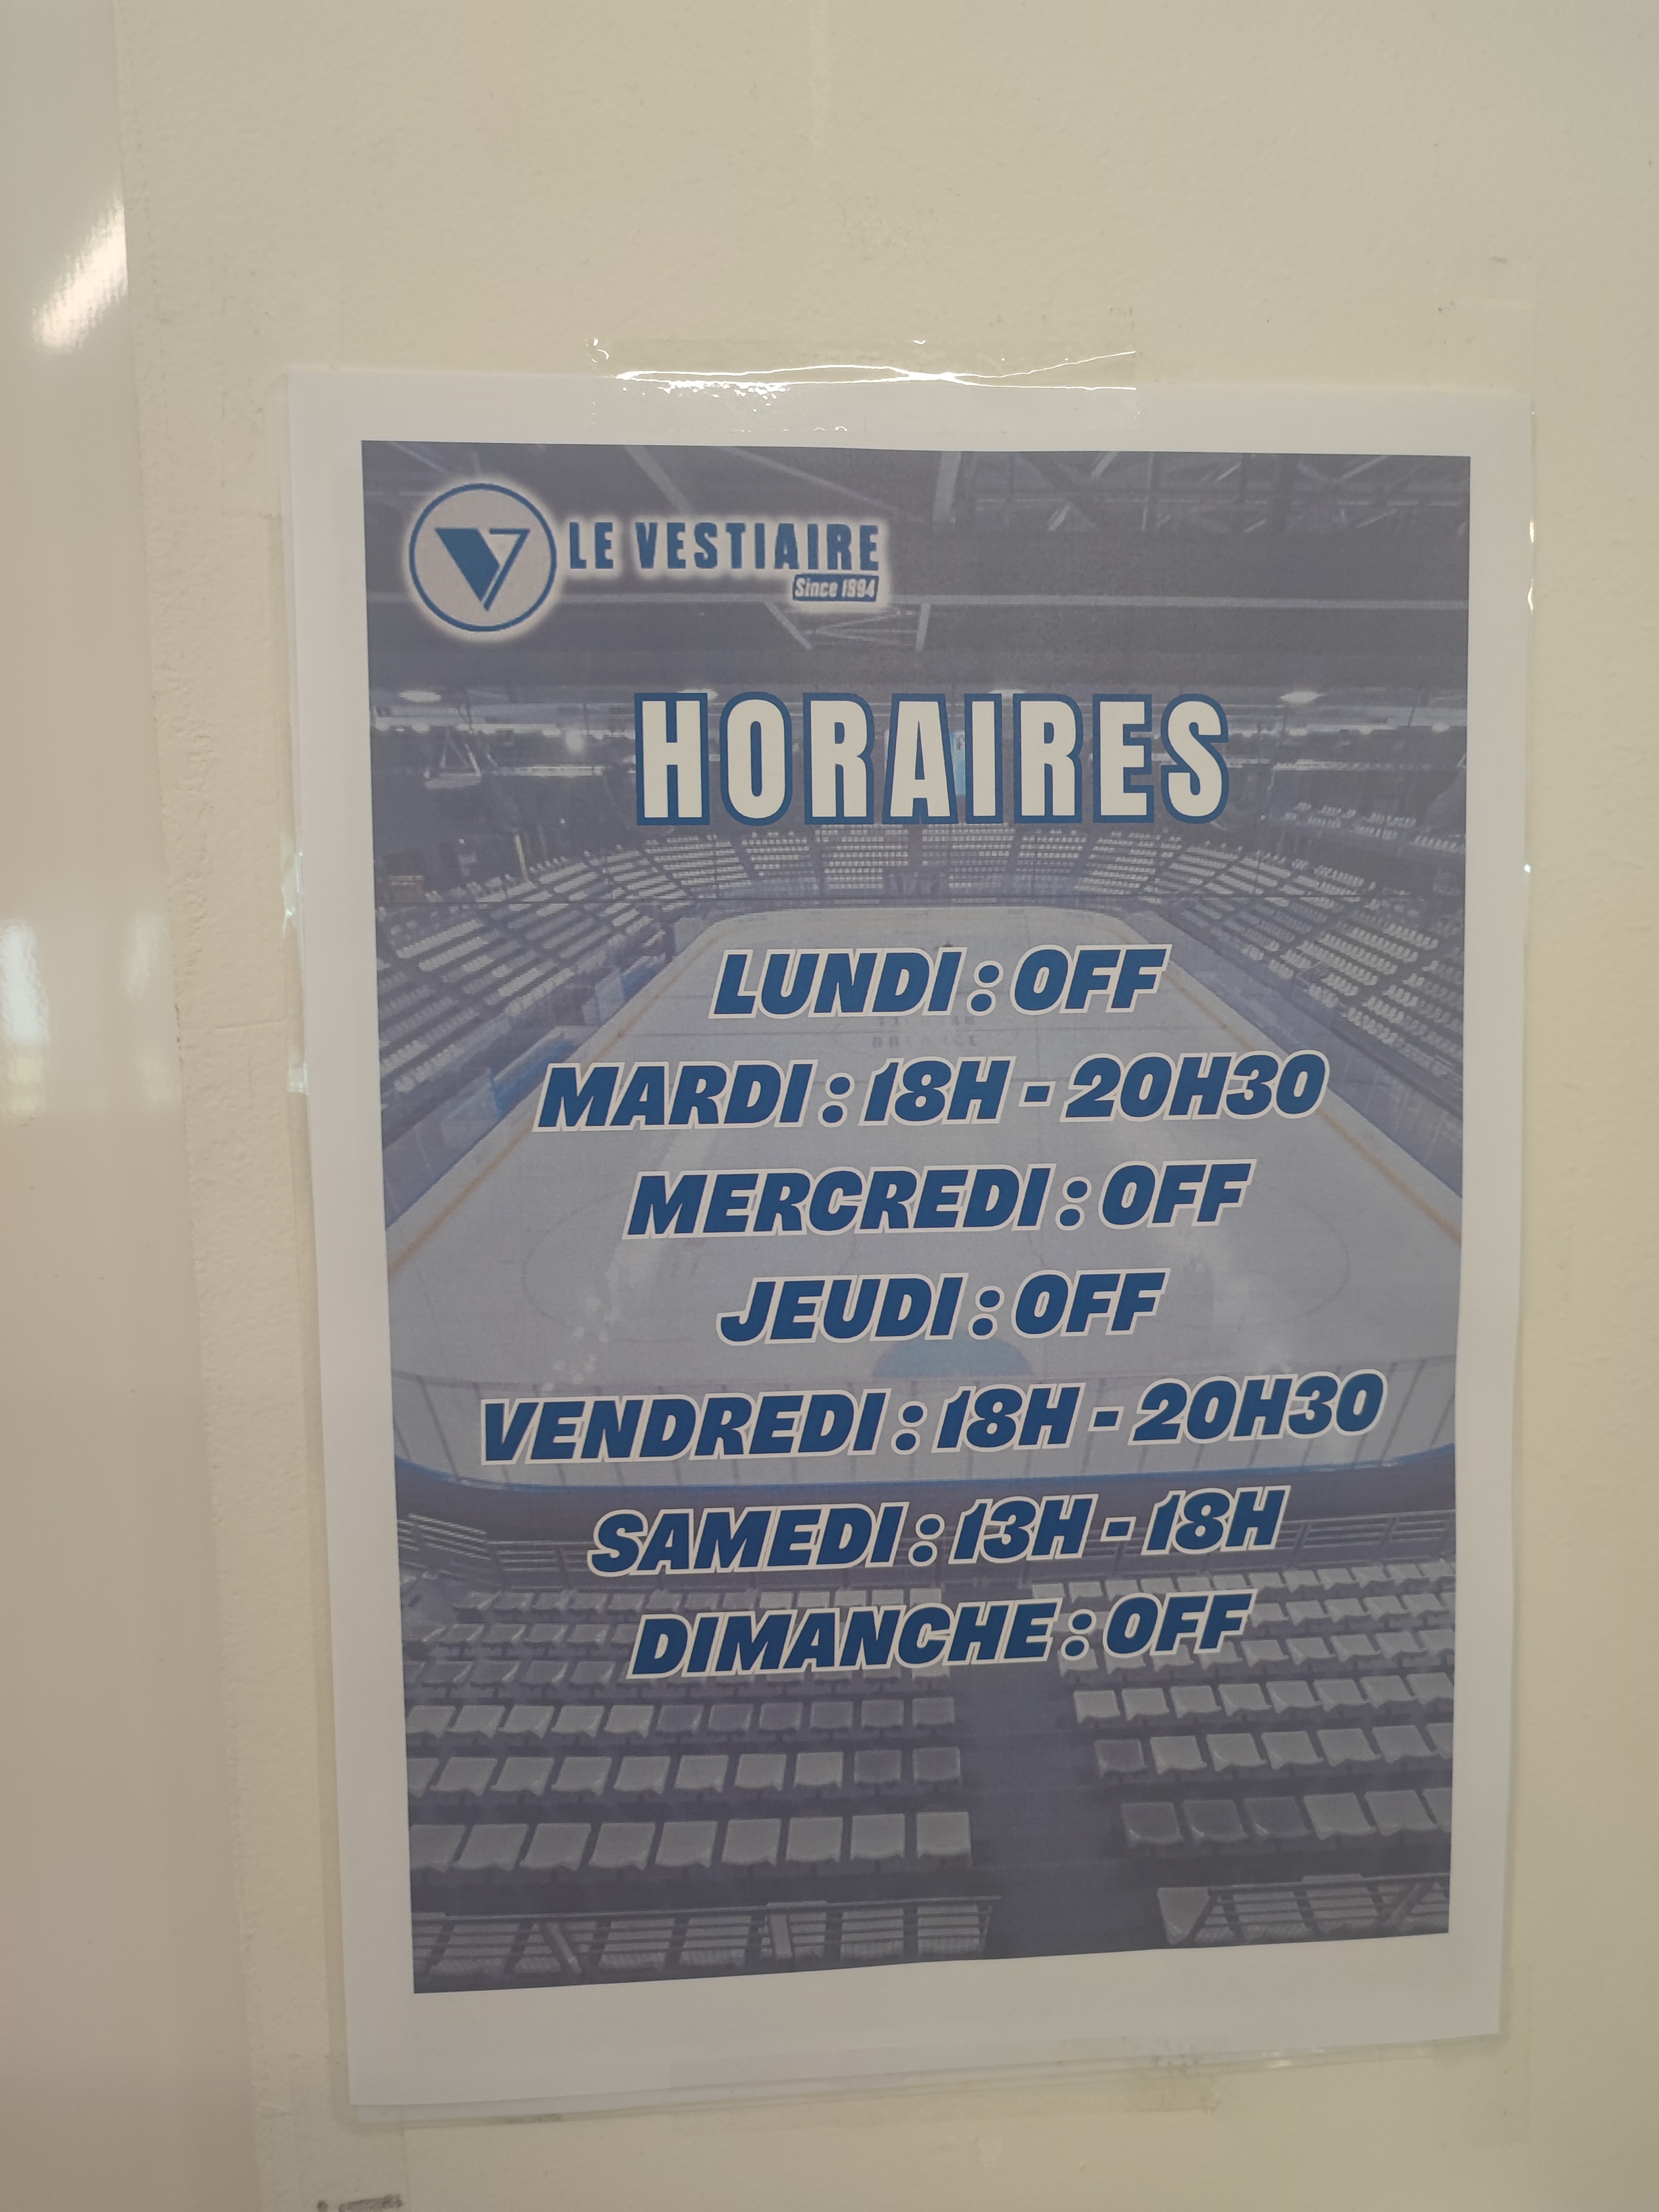 LE VESTIAIRE
Since 1994
HORAIRES
LUNDI : OFF
MARDI : 18H - 20H30
MERCREDI : OFF
JEUDI : OFF
VENDREDI : 18H - 20H30
SAMEDI : 13H - 18H
DIMANCHE : OFF